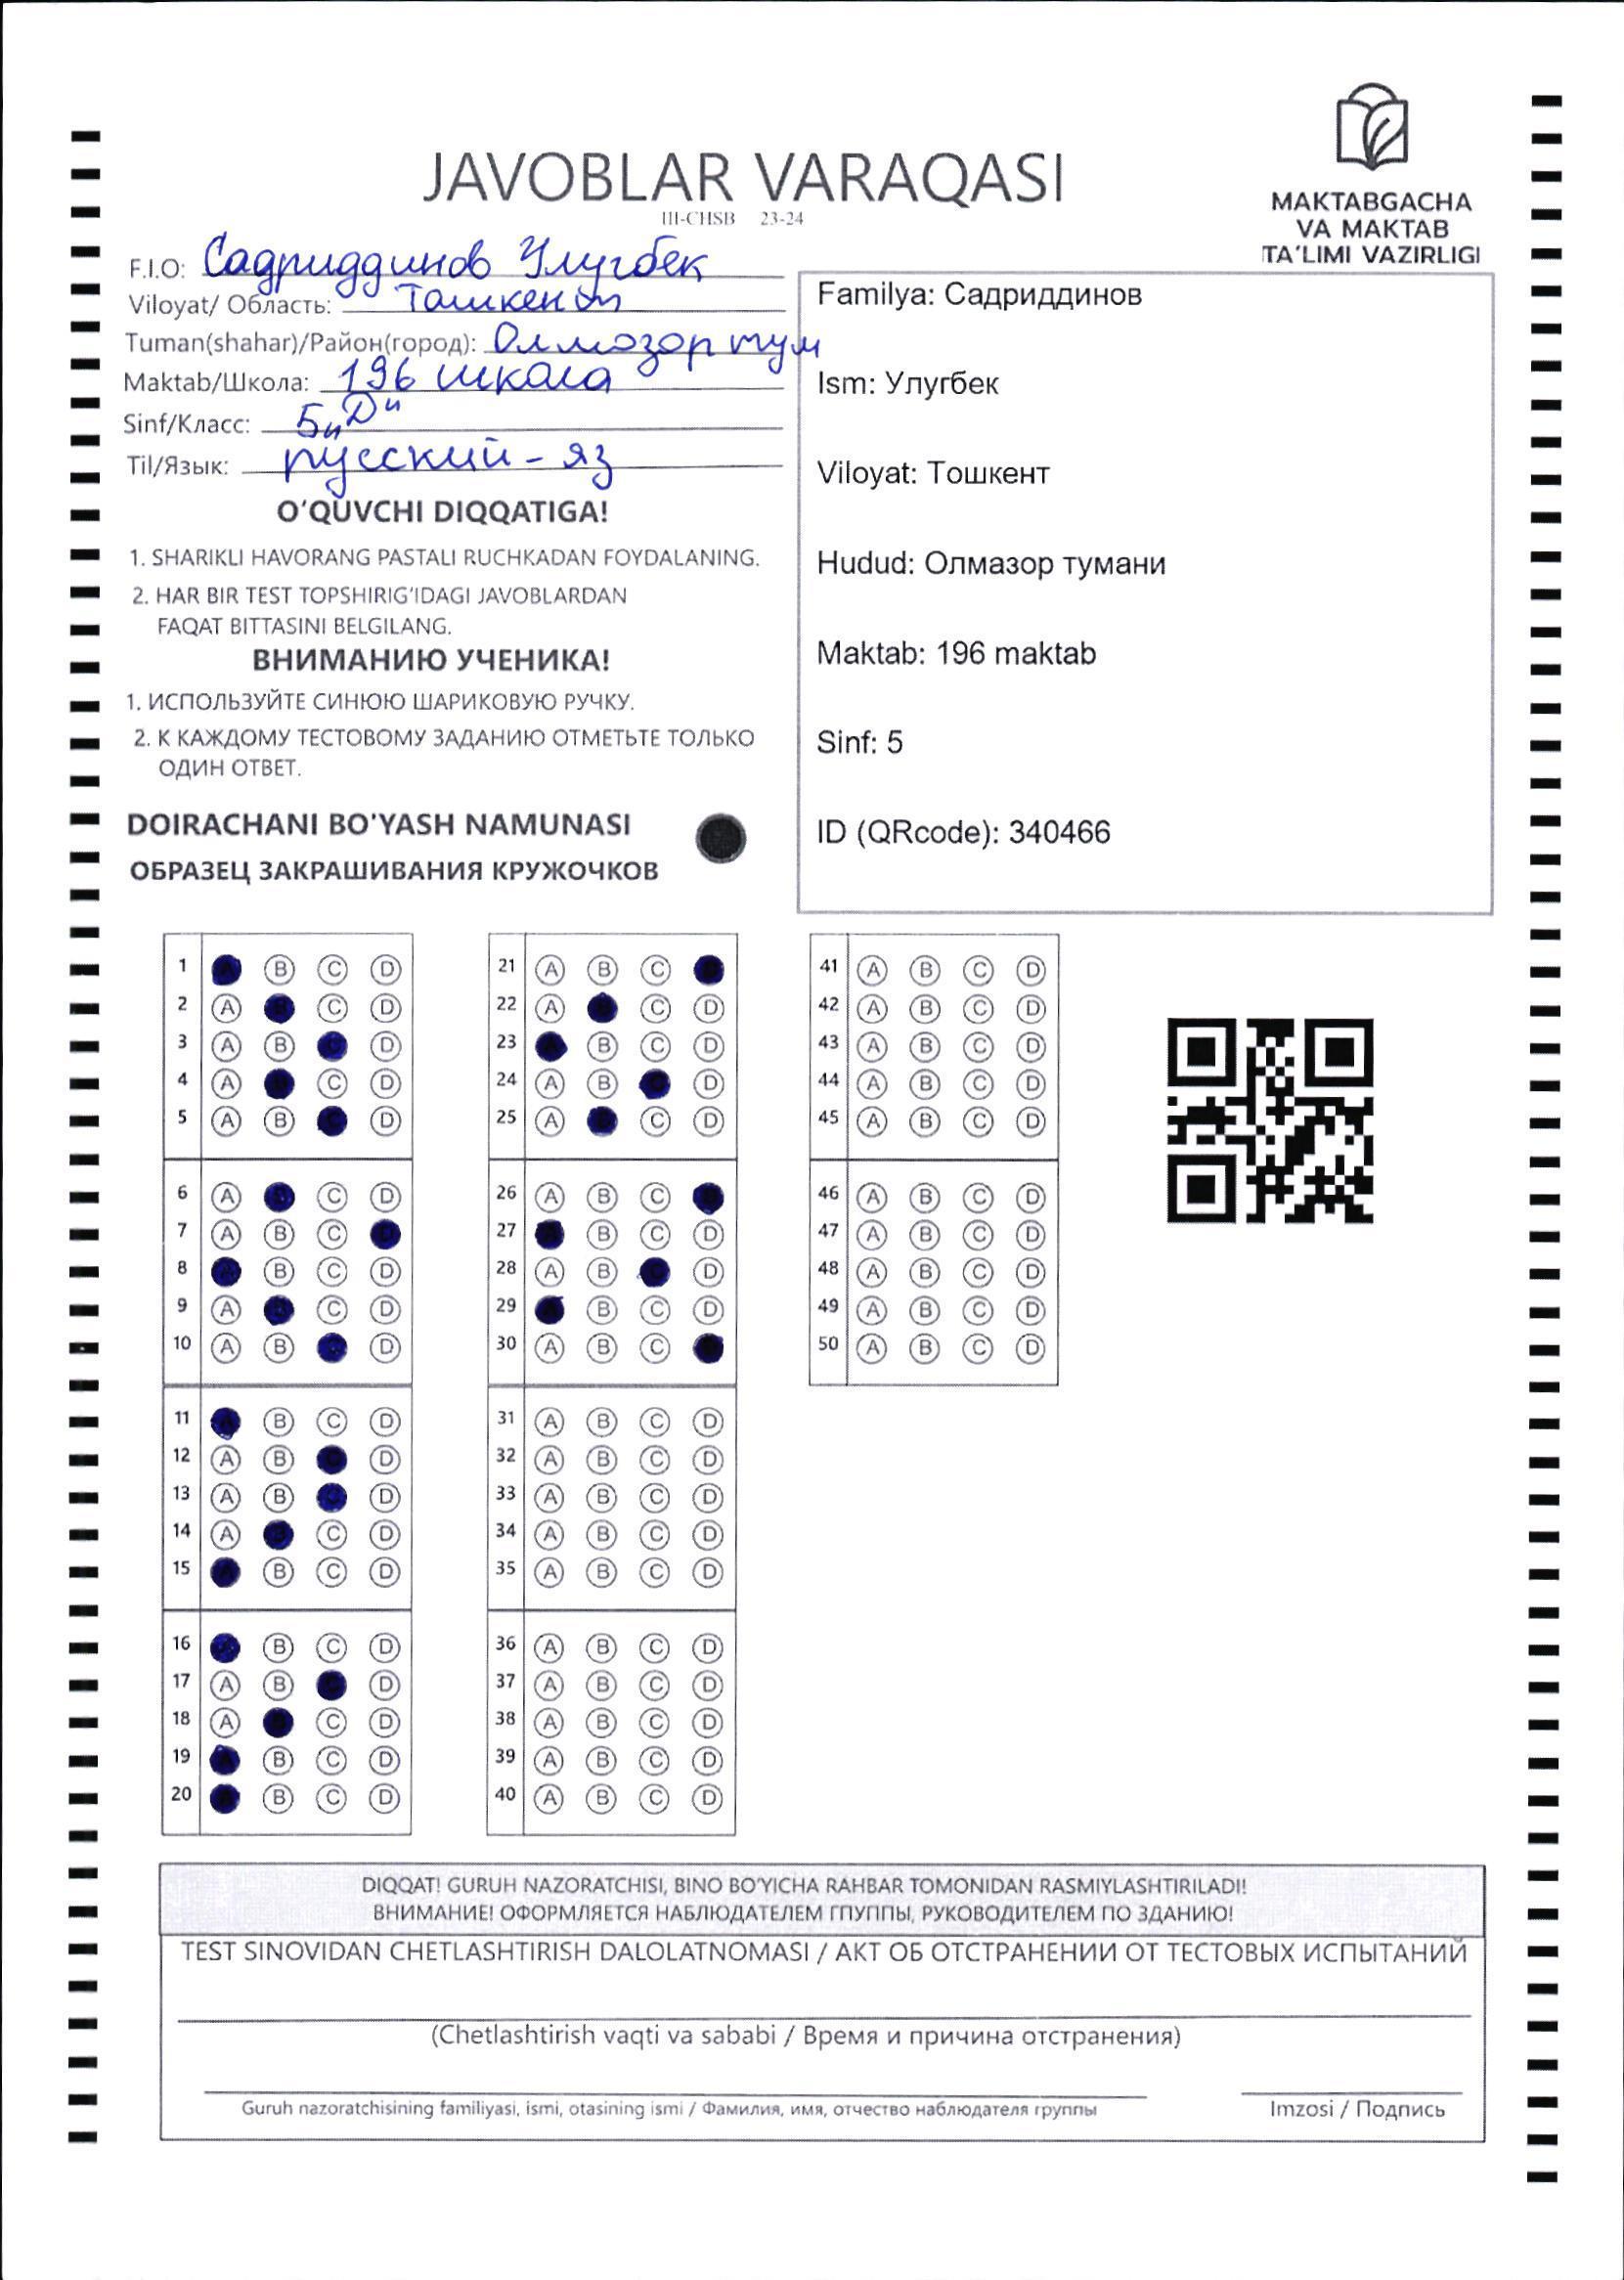 JAVOBLAR VARAQASI
III-CHSB 23-24
MAKTABGACHA
VA MAKTAB
TA'LIMI VAZIRLIGI
F.I.O: Садриддинов Улугбек
Viloyat/ Область: Ташкент
Tuman(shahar)/Район(город): Олмозор тум
Maktab/Школа: 196 школа
Sinf/Класс: 5 „Д“
Til/Язык: русский-яз
O'QUVCHI DIQQATIGA!
1. SHARIKLI HAVORANG PASTALI RUCHKADAN FOYDALANING.
2. HAR BIR TEST TOPSHIRIG'IDAGI JAVOBLARDAN
FAQAT BITTASINI BELGILANG.
ВНИМАНИЮ УЧЕНИКА!
1. ИСПОЛЬЗУЙТЕ СИНЮЮ ШАРИКОВУЮ РУЧКУ.
2. К КАЖДОМУ ТЕСТОВОМУ ЗАДАНИЮ ОТМЕТЬТЕ ТОЛЬКО
ОДИН ОТВЕТ.
DOIRACHANI BO'YASH NAMUNASI
ОБРАЗЕЦ ЗАКРАШИВАНИЯ КРУЖОЧКОВ
Familya: Садриддинов
Ism: Улугбек
Viloyat: Тошкент
Hudud: Олмазор тумани
Maktab: 196 maktab
Sinf: 5
ID (QRcode): 340466
1 A B C D
2 A B C D
3 A B C D
4 A B C D
5 A B C D
6 A B C D
7 A B C D
8 A B C D
9 A B C D
10 A B C D
11 A B C D
12 A B C D
13 A B C D
14 A B C D
15 A B C D
16 A B C D
17 A B C D
18 A B C D
19 A B C D
20 A B C D
21 A B C D
22 A B C D
23 A B C D
24 A B C D
25 A B C D
26 A B C D
27 A B C D
28 A B C D
29 A B C D
30 A B C D
31 A B C D
32 A B C D
33 A B C D
34 A B C D
35 A B C D
36 A B C D
37 A B C D
38 A B C D
39 A B C D
40 A B C D
41 A B C D
42 A B C D
43 A B C D
44 A B C D
45 A B C D
46 A B C D
47 A B C D
48 A B C D
49 A B C D
50 A B C D
DIQQAT! GURUH NAZORATCHISI, BINO BO'YICHA RAHBAR TOMONIDAN RASMIYLASHTIRILADI!
ВНИМАНИЕ! ОФОРМЛЯЕТСЯ НАБЛЮДАТЕЛЕМ ГПУППЫ, РУКОВОДИТЕЛЕМ ПО ЗДАНИЮ!
TEST SINOVIDAN CHETLASHTIRISH DALOLATNOMASI / АКТ ОБ ОТСТРАНЕНИИ ОТ ТЕСТОВЫХ ИСПЫТАНИЙ
(Chetlashtirish vaqti va sababi / Время и причина отстранения)
Guruh nazoratchisining familiyasi, ismi, otasining ismi / Фамилия, имя, отчество наблюдателя группы
Imzosi / Подпись